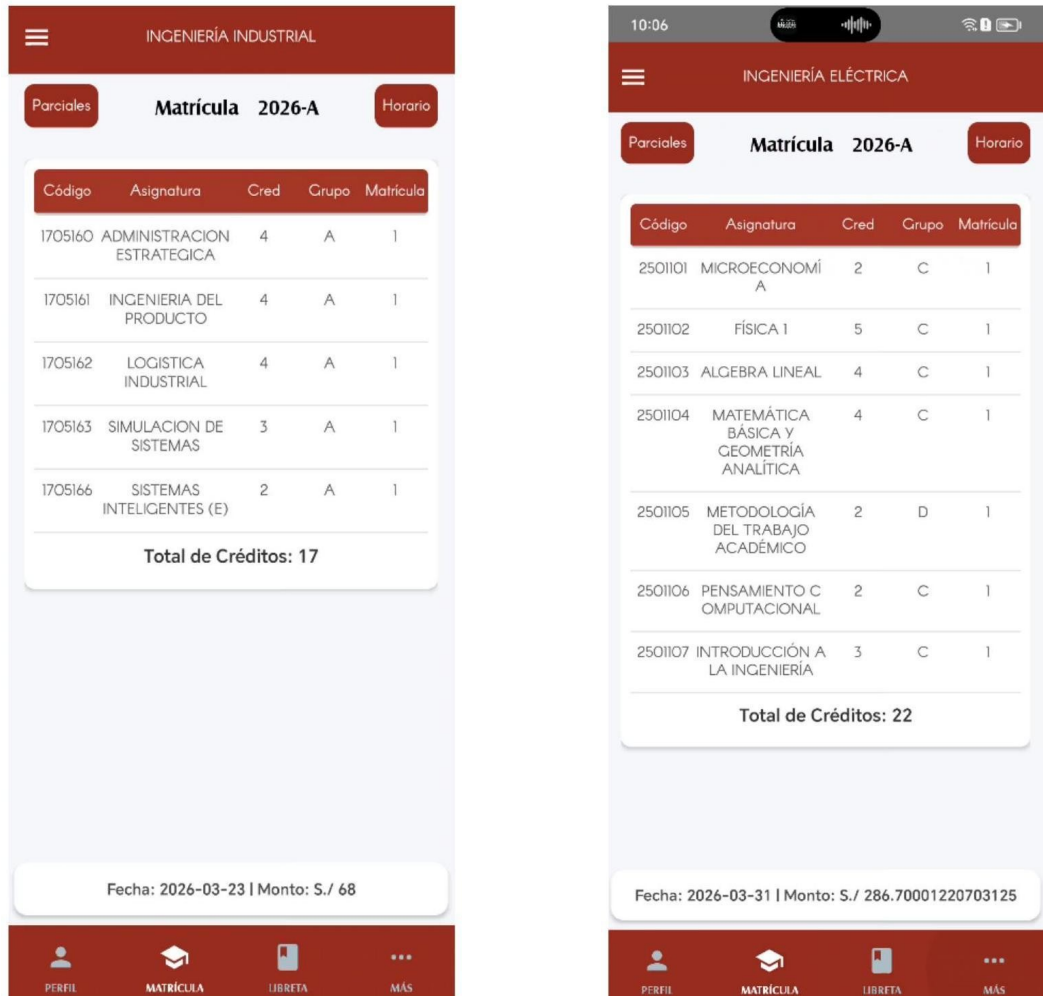 INGENIERÍA INDUSTRIAL
Parciales Matrícula 2026-A Horario
Código Asignatura Cred Grupo Matrícula
1705160 ADMINISTRACION 4 A 1
ESTRATEGICA
1705161 INGENIERIA DEL 4 A 1
PRODUCTO
1705162 LOGISTICA 4 A 1
INDUSTRIAL
1705163 SIMULACION DE 3 A 1
SISTEMAS
1705166 SISTEMAS 2 A 1
INTELIGENTES (E)
Total de Créditos: 17
Fecha: 2026-03-23 | Monto: S./ 68
PERFIL MATRÍCULA LIBRETA MÁS
10:06
INGENIERÍA ELÉCTRICA
Parciales Matrícula 2026-A Horario
Código Asignatura Cred Grupo Matrícula
2501101 MICROECONOMÍ 2 C 1
A
2501102 FÍSICA 1 5 C 1
2501103 ALGEBRA LINEAL 4 C 1
2501104 MATEMÁTICA 4 C 1
BÁSICA Y
GEOMETRÍA
ANALÍTICA
2501105 METODOLOGÍA 2 D 1
DEL TRABAJO
ACADÉMICO
2501106 PENSAMIENTO C 2 C 1
OMPUTACIONAL
2501107 INTRODUCCIÓN A 3 C 1
LA INGENIERÍA
Total de Créditos: 22
Fecha: 2026-03-31 | Monto: S./ 286.70001220703125
PERFIL MATRÍCULA LIBRETA MÁS